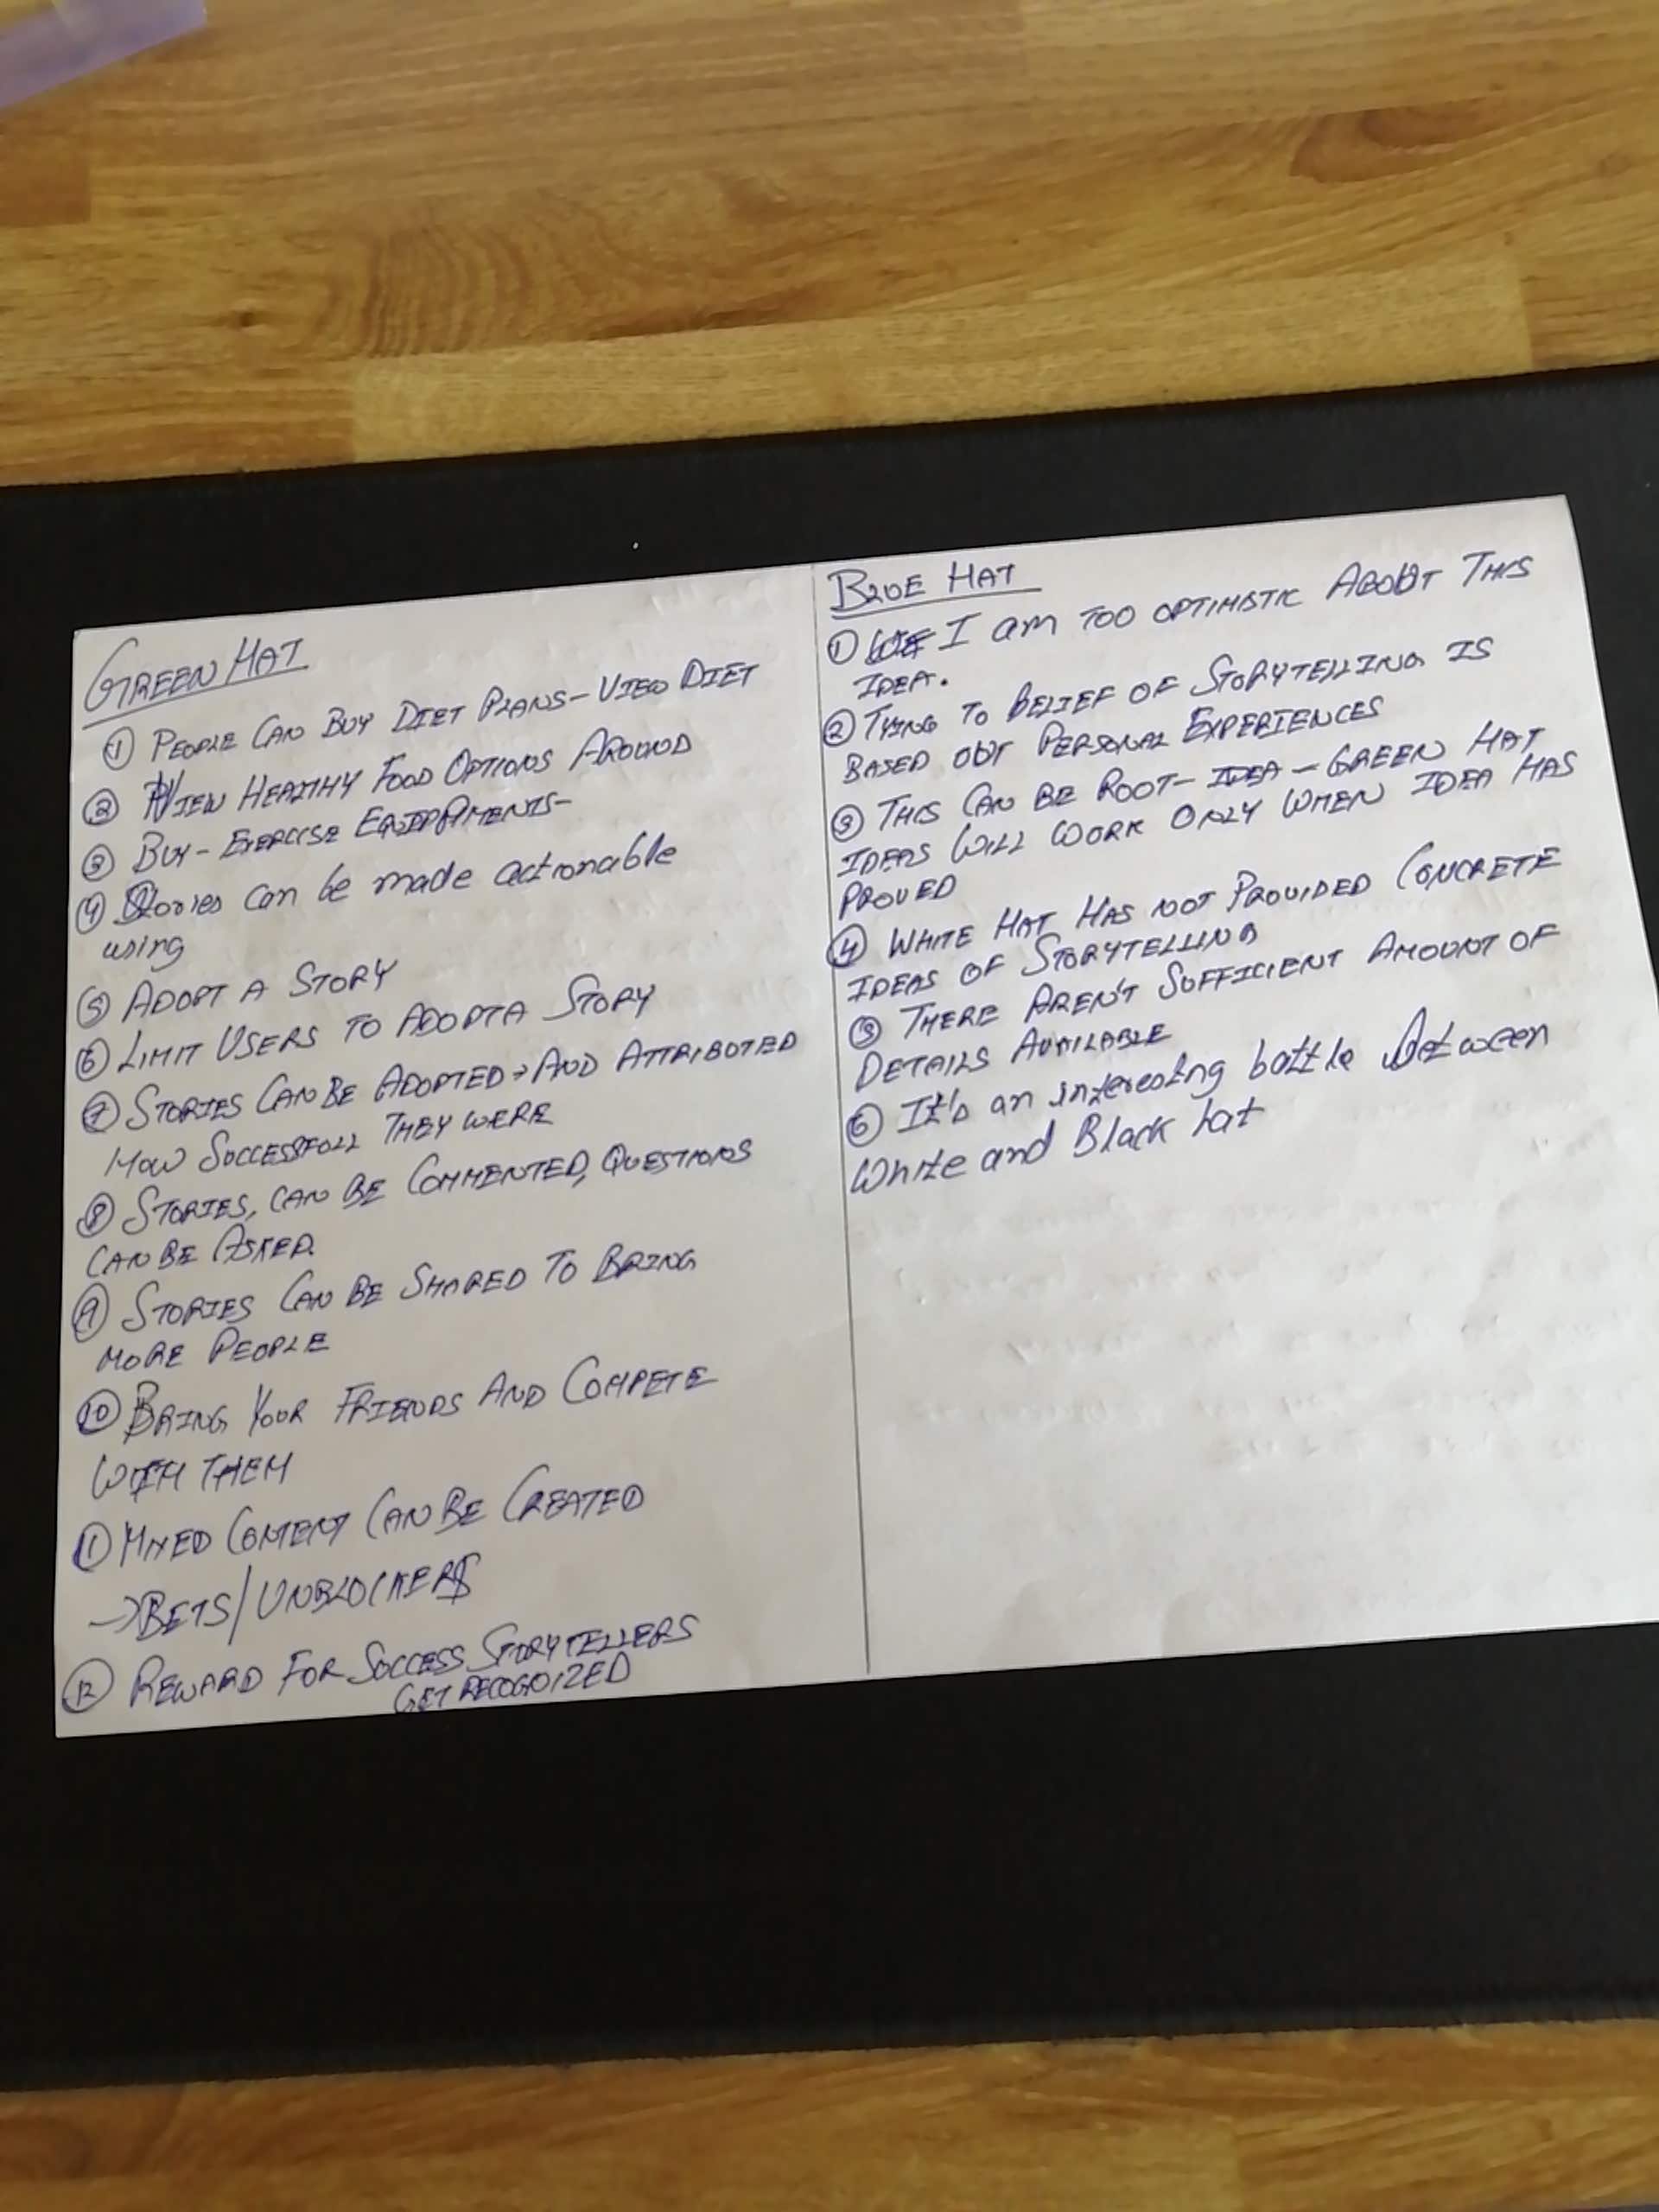 GREEN HAT
① PEOPLE CAN BUY DIET PLANS - VIEW DIET
② VIEW HEALTHY FOOD OPTIONS AROUND
③ BUY - EXERCISE EQUIPPMENTS -
④ Stories can be made actionable
using
⑤ ADOPT A STORY
⑥ LIMIT USERS TO ADOPT A STORY
⑦ STORIES CAN BE ADOPTED → AND ATTRIBUTED
HOW SUCCESSFULL THEY WERE
⑧ STORIES, CAN BE COMMENTED, QUESTIONS
CAN BE ASKED.
⑨ STORIES CAN BE SHARED TO BRING
MORE PEOPLE
⑩ BRING YOUR FRIENDS AND COMPETE
WITH THEM
⑪ MIXED CONTENT CAN BE CREATED
→ BETS / UNBLOCKERS
⑫ REWARD FOR SUCCESS STORYTELLERS
GET RECOGNIZED
BLUE HAT
① I am TOO OPTIMISTIC ABOUT THIS
IDEA.
② TYING TO BELIEF OF STORYTELLING IS
BASED OUT PERSONAL EXPERIENCES
③ THIS CAN BE ROOT - IDEA - GREEN HAT
IDEAS WILL WORK ONLY WHEN IDEA HAS
PROVED
④ WHITE HAT HAS NOT PROVIDED CONCRETE
IDEAS OF STORYTELLING
⑤ THERE AREN'T SUFFICIENT AMOUNT OF
DETAILS AVAILABLE
⑥ It's an interesting battle between
White and Black hat